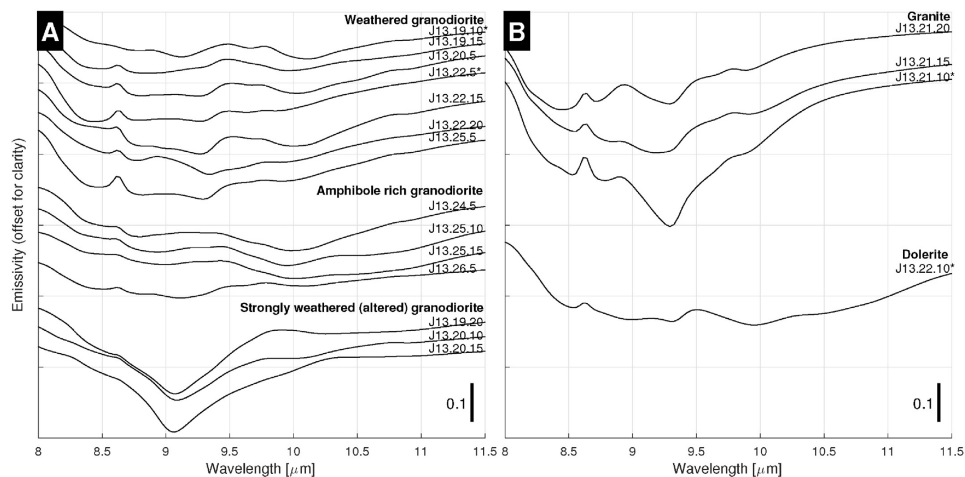 A
Weathered granodiorite
J13.19.10*
J13.19.15
J13.20.5
J13.22.5*
J13.22.15
J13.22.20
J13.25.5
Amphibole rich granodiorite
J13.24.5
J13.25.10
J13.25.15
J13.26.5
Strongly weathered (altered) granodiorite
J13.19.20
J13.20.10
J13.20.15
0.1
Emissivity (offset for clarity)
8 8.5 9 9.5 10 10.5 11 11.5
Wavelength [μm]
B
Granite
J13.21.20
J13.21.15
J13.21.10*
Dolerite
J13.22.10*
0.1
8 8.5 9 9.5 10 10.5 11 11.5
Wavelength [μm]